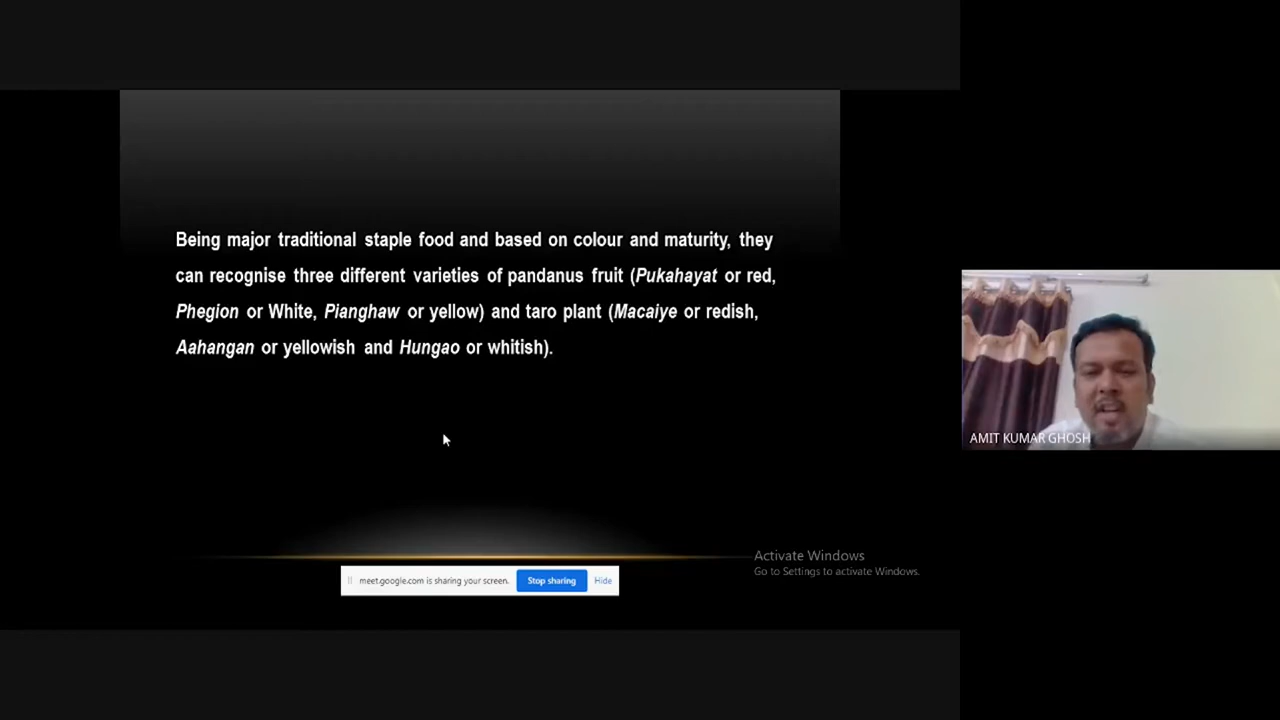 Being major traditional staple food and based on colour and maturity, they
can recognise three different varieties of pandanus fruit (Pukahayat or red,
Phegion or White, Pianghaw or yellow) and taro plant (Macaiye or redish,
Aahangan or yellowish and Hungao or whitish).
AMIT KUMAR GHOSH
Activate Windows
Go to Settings to activate Windows.
meet.google.com is sharing your screen. Stop sharing Hide